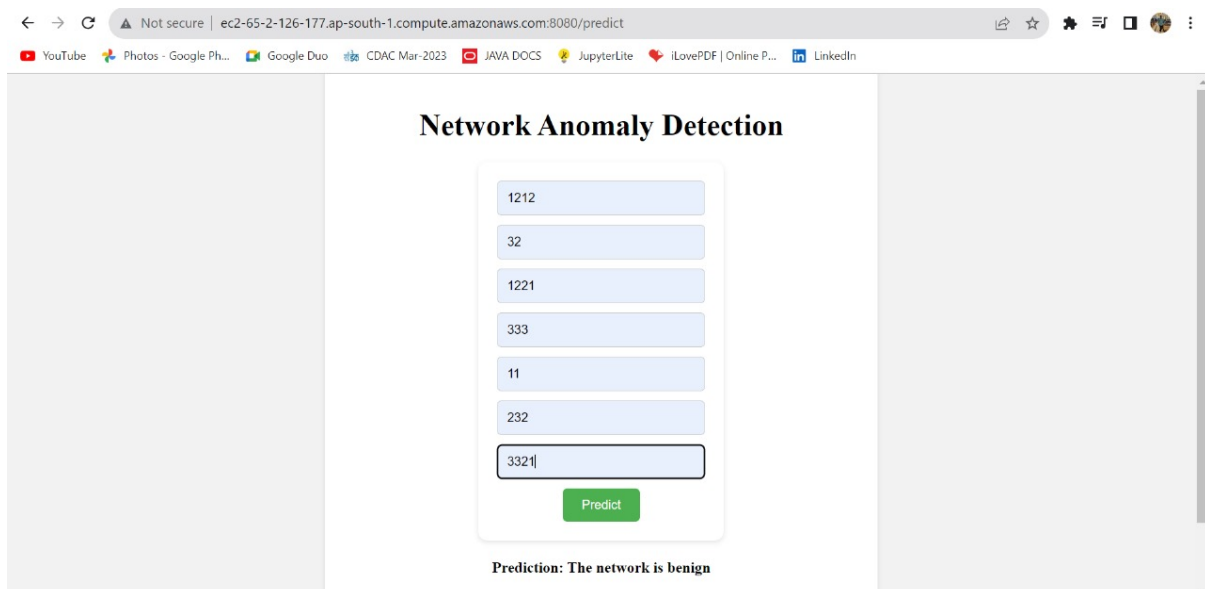 Not secure | ec2-65-2-126-177.ap-south-1.compute.amazonaws.com:8080/predict
YouTube Photos - Google Ph... Google Duo CDAC Mar-2023 JAVA DOCS JupyterLite iLovePDF | Online P... LinkedIn
Network Anomaly Detection
1212
32
1221
333
11
232
3321
Predict
Prediction: The network is benign